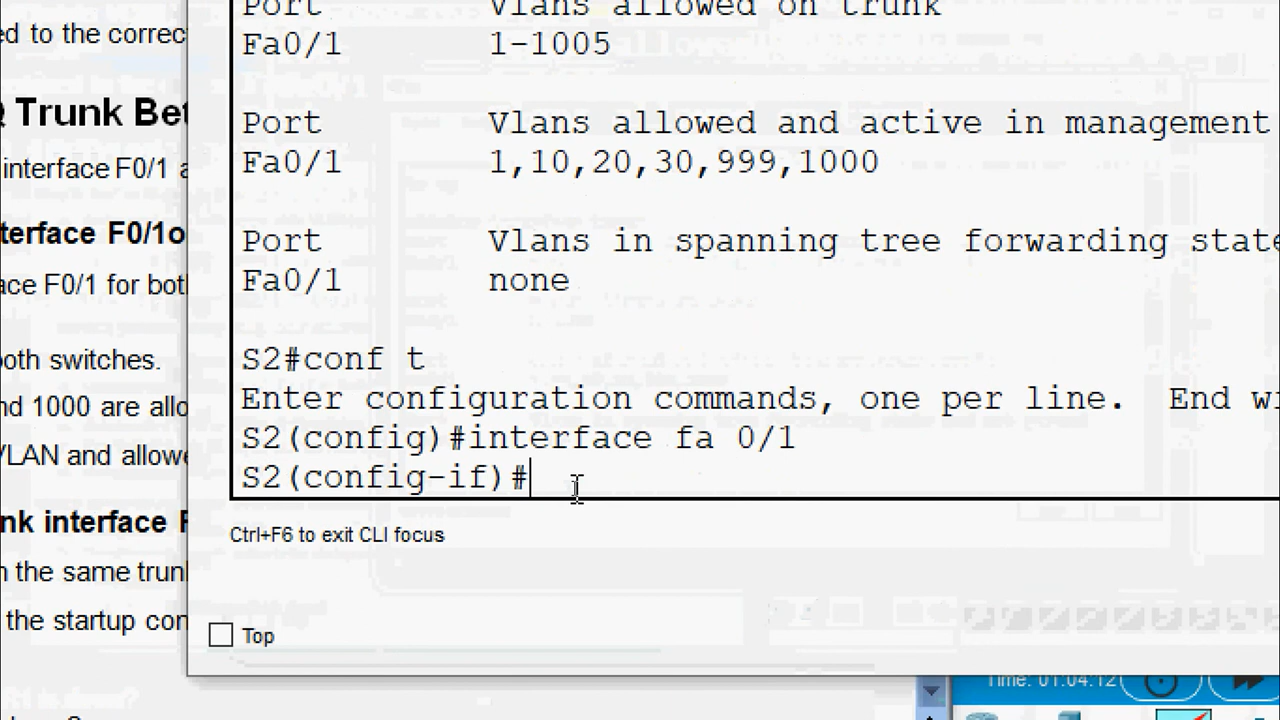 Port Vlans allowed on trunk
ed to the correc
Fa0/1 1-1005
Q Trunk Bet
Port Vlans allowed and active in management
interface F0/1 a
Fa0/1 1,10,20,30,999,1000
terface F0/1o
Port Vlans in spanning tree forwarding state
ace F0/1 for bot
Fa0/1 none
both switches.
S2#conf t
nd 1000 are allo
Enter configuration commands, one per line. End wi
S2(config)#interface fa 0/1
VLAN and allowe
S2(config-if)#
nk interface F
Ctrl+F6 to exit CLI focus
n the same trun
the startup con
Top
Time: 01:04:12